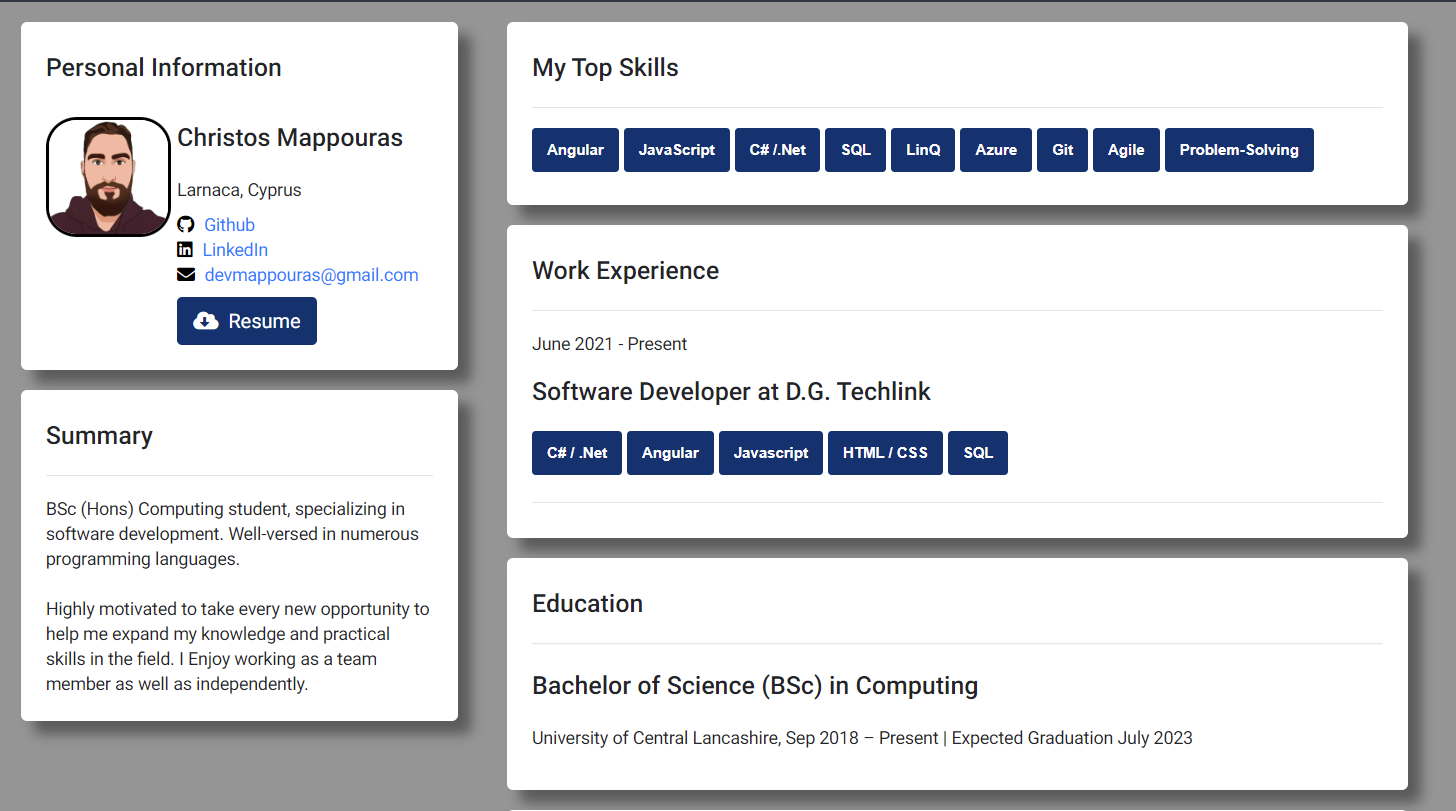 Personal Information
Christos Mappouras
Larnaca, Cyprus
Github
LinkedIn
devmappouras@gmail.com
Resume
Summary
BSc (Hons) Computing student, specializing in
software development. Well-versed in numerous
programming languages.
Highly motivated to take every new opportunity to
help me expand my knowledge and practical
skills in the field. I Enjoy working as a team
member as well as independently.
My Top Skills
Angular JavaScript C# /.Net SQL LinQ Azure Git Agile Problem-Solving
Work Experience
June 2021 - Present
Software Developer at D.G. Techlink
C# / .Net Angular Javascript HTML / CSS SQL
Education
Bachelor of Science (BSc) in Computing
University of Central Lancashire, Sep 2018 – Present | Expected Graduation July 2023